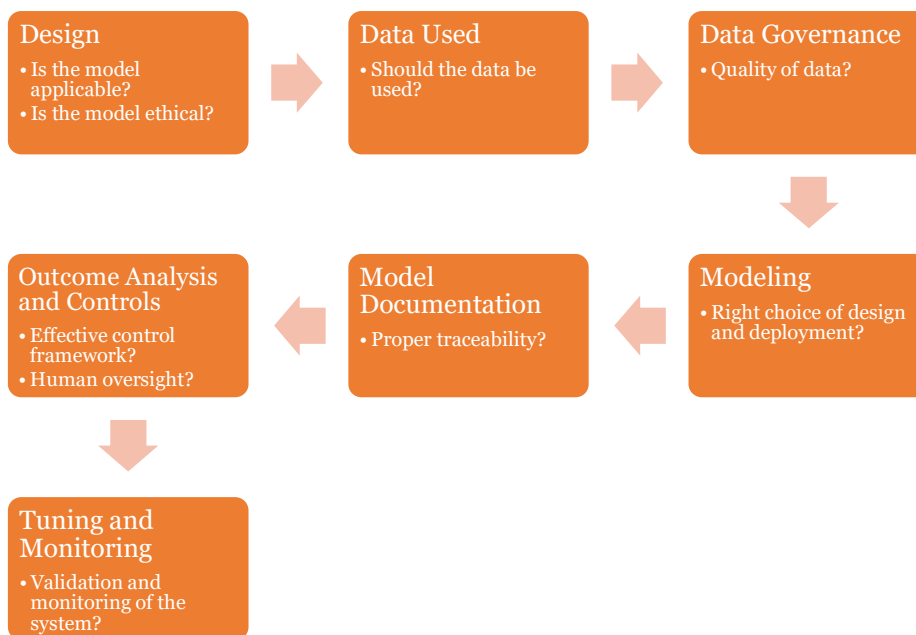 Design
• Is the model
applicable?
• Is the model ethical?
Data Used
• Should the data be
used?
Data Governance
• Quality of data?
Modeling
• Right choice of design
and deployment?
Model
Documentation
• Proper traceability?
Outcome Analysis
and Controls
• Effective control
framework?
• Human oversight?
Tuning and
Monitoring
• Validation and
monitoring of the
system?